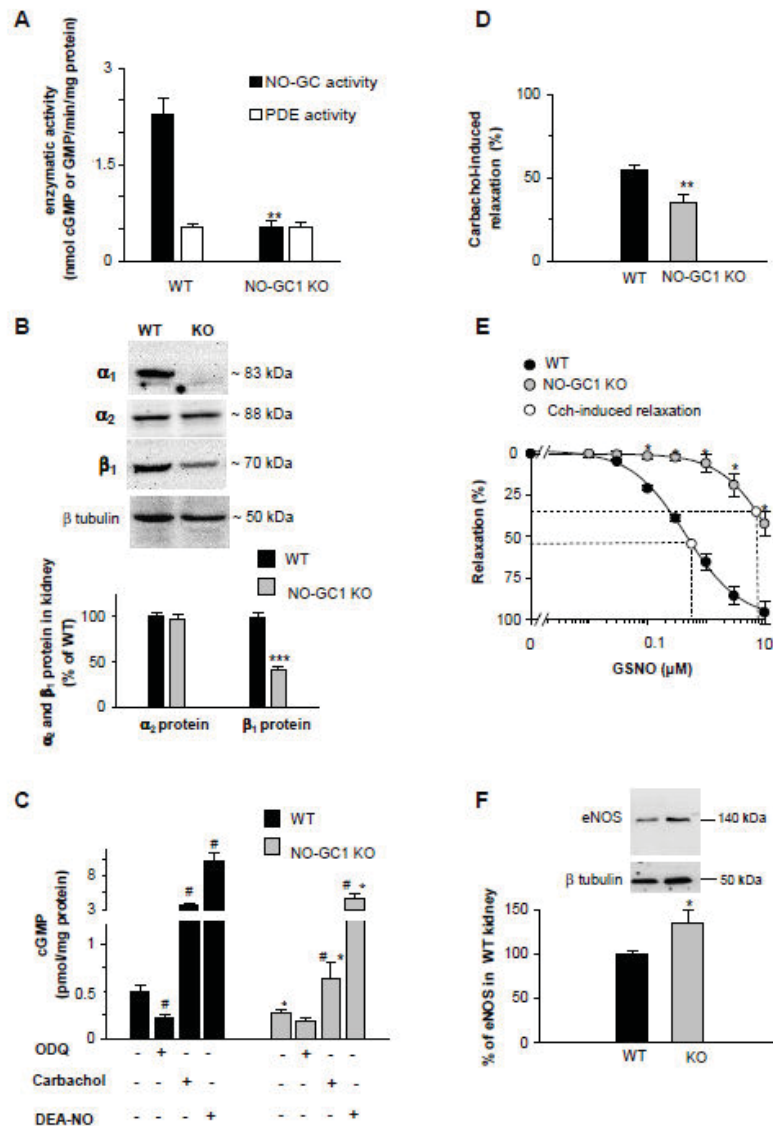 A
enzymatic activity
(nmol cGMP or GMP/min/mg protein)
3
1.5
0
NO-GC activity
PDE activity
**
WT
NO-GC1 KO
B
WT KO
α1 ~ 83 kDa
α2 ~ 88 kDa
β1 ~ 70 kDa
β tubulin ~ 50 kDa
WT
NO-GC1 KO
α2 and β1 protein in kidney
(% of WT)
100
50
0
***
α2 protein
β1 protein
C
WT
NO-GC1 KO
cGMP
(pmol/mg protein)
8
3
1
0.5
0
# # # * # * # *
ODQ - + - - - + - -
Carbachol - - + - - - + -
DEA-NO - - - + - - - +
D
Carbachol-induced
relaxation (%)
100
50
0
**
WT
NO-GC1 KO
E
WT
NO-GC1 KO
Cch-induced relaxation
Relaxation (%)
0
25
50
75
100
* * * * *
0 0.1 10
GSNO (μM)
F
eNOS 140 kDa
β tubulin 50 kDa
% of eNOS in WT kidney
150
100
50
0
*
WT
KO